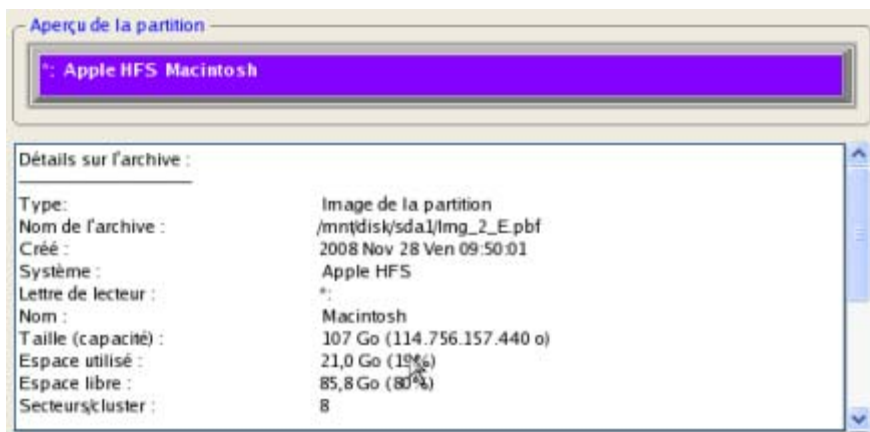 Aperçu de la partition
*: Apple HFS Macintosh
Détails sur l'archive :
Type: Image de la partition
Nom de l'archive : /mnt/disk/sda1/Img_2_E.pbf
Créé : 2008 Nov 28 Ven 09:50:01
Système : Apple HFS
Lettre de lecteur : *:
Nom : Macintosh
Taille (capacité) : 107 Go (114.756.157.440 o)
Espace utilisé : 21,0 Go (19%)
Espace libre : 85,8 Go (80%)
Secteurs/cluster : 8